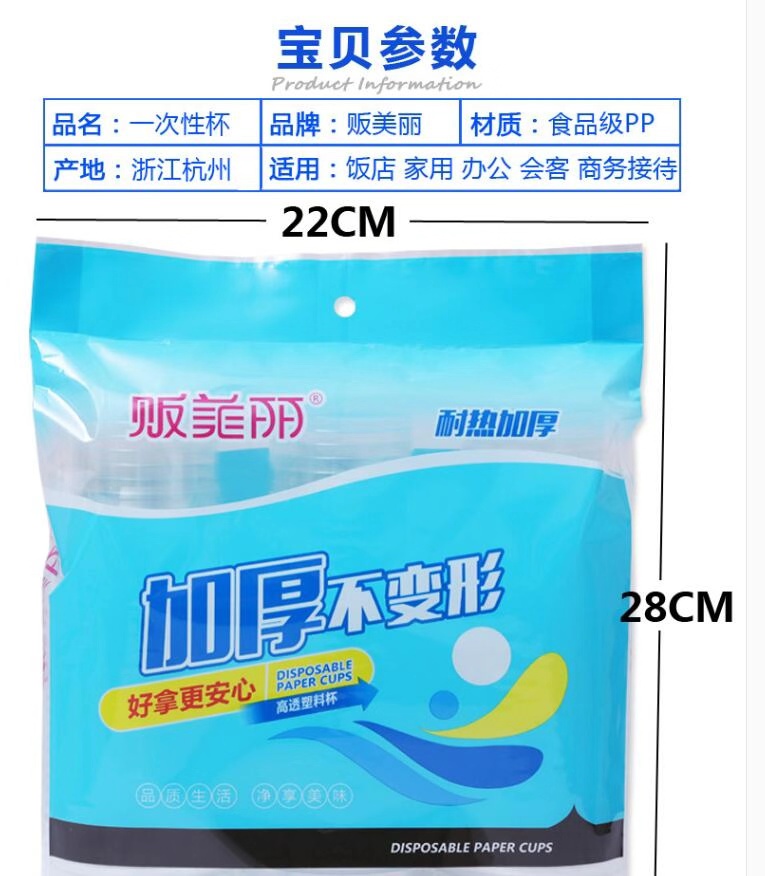 宝贝参数
Product Information
品名：一次性杯 品牌：贩美丽 材质：食品级PP
产地：浙江杭州 适用：饭店 家用 办公 会客 商务接待
22CM
贩美丽®
耐热加厚
加厚不变形
28CM
好拿更安心
DISPOSABLE
PAPER CUPS
高透塑料杯
品质生活 净享美味
DISPOSABLE PAPER CUPS